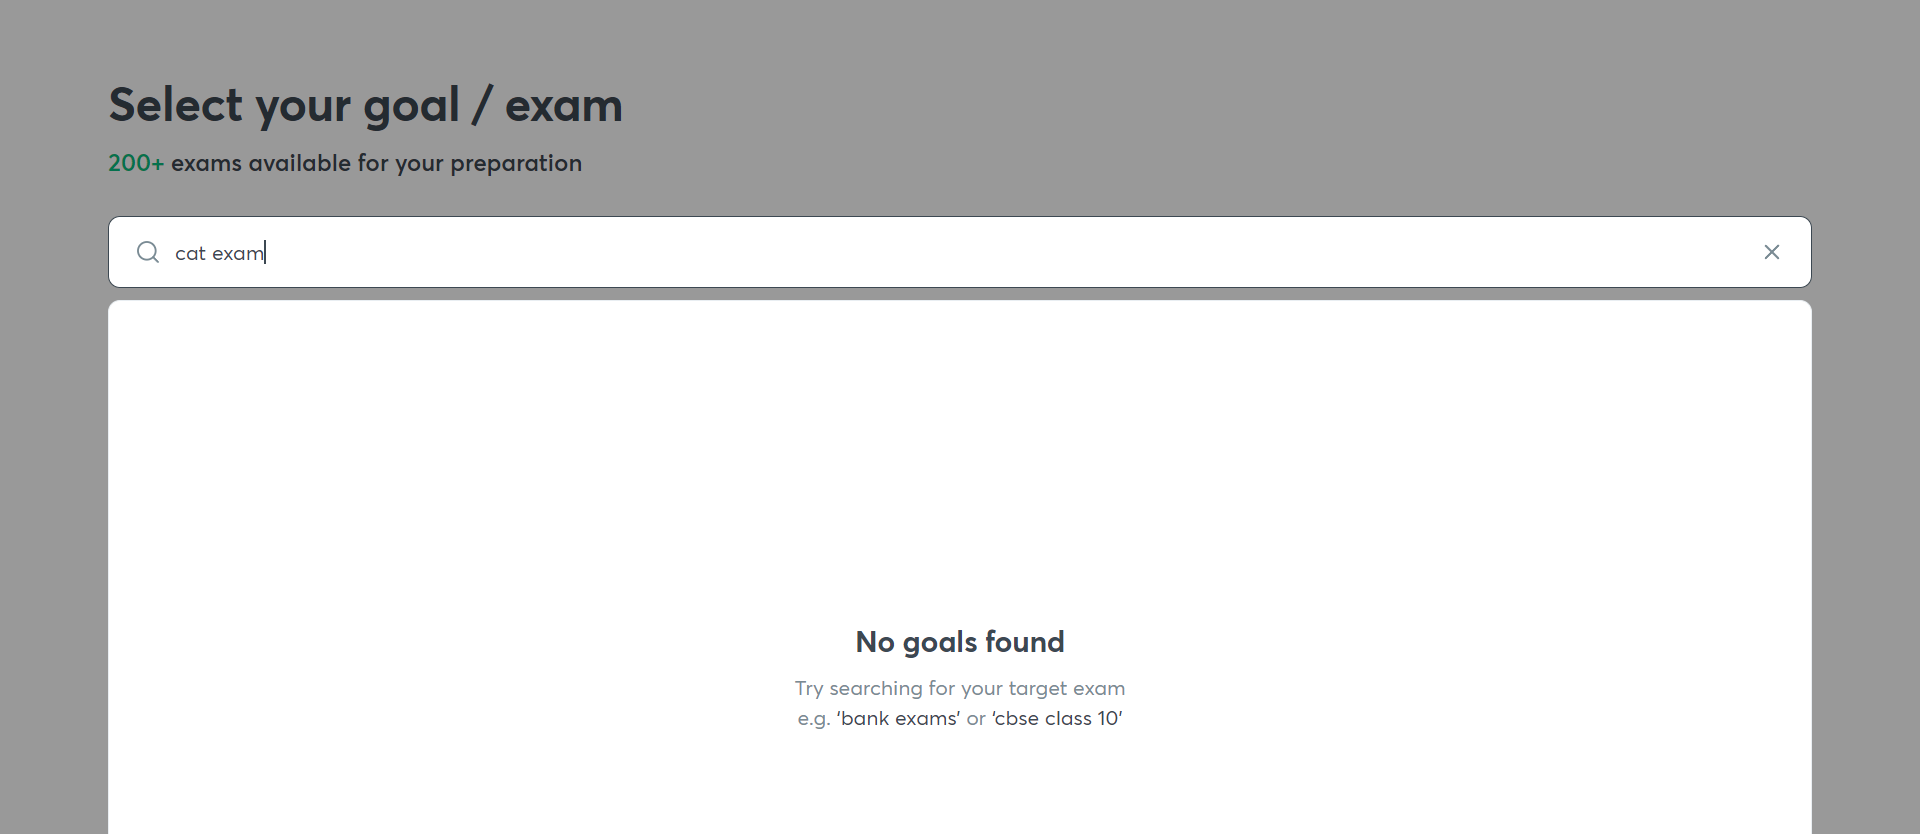 Select your goal / exam
200+ exams available for your preparation
cat exam
No goals found
Try searching for your target exam
e.g. ‘bank exams’ or ‘cbse class 10’